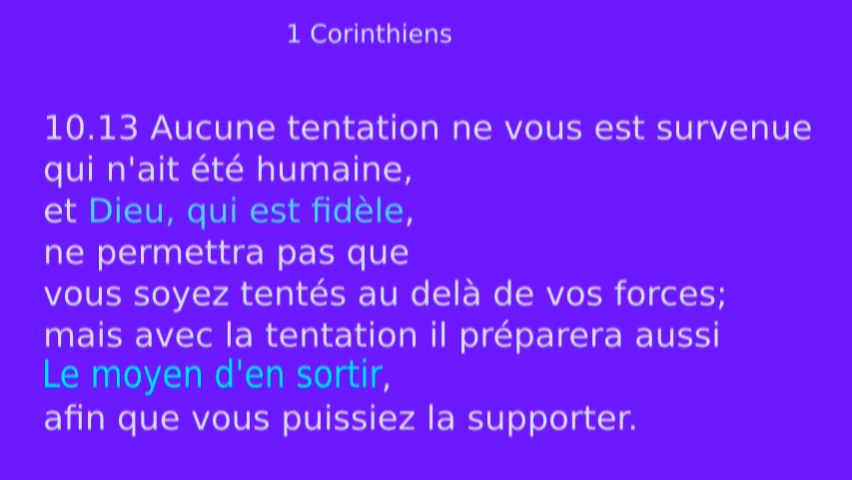 1 Corinthiens
10.13 Aucune tentation ne vous est survenue
qui n'ait été humaine,
et Dieu, qui est fidèle,
ne permettra pas que
vous soyez tentés au delà de vos forces;
mais avec la tentation il préparera aussi
Le moyen d'en sortir,
afin que vous puissiez la supporter.